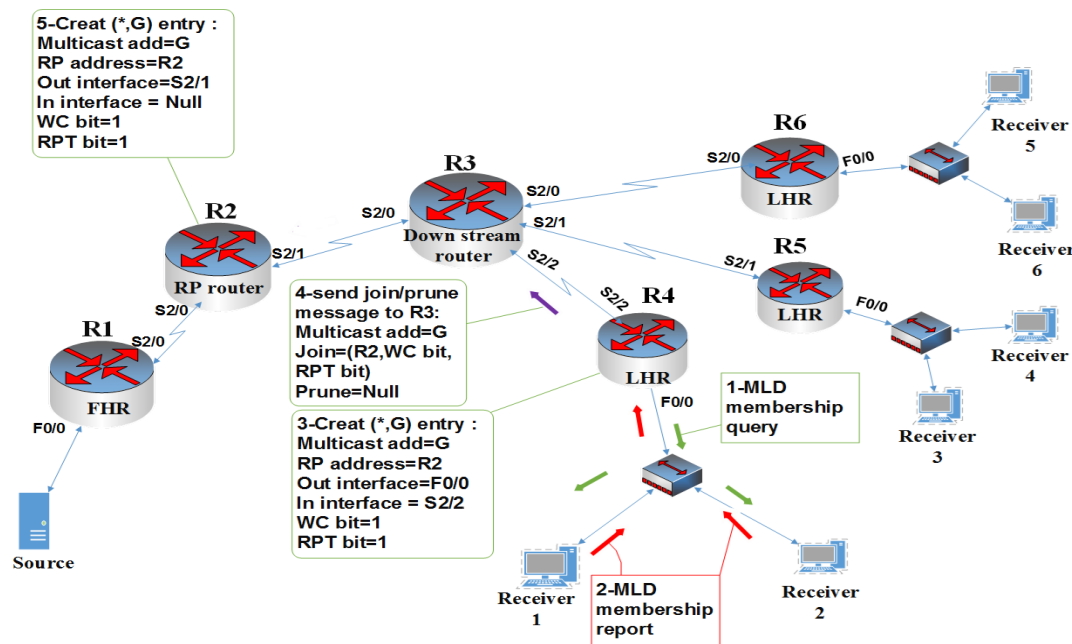 5-Creat (*,G) entry :
Multicast add=G
RP address=R2
Out interface=S2/1
In interface = Null
WC bit=1
RPT bit=1
R6
S2/0
F0/0
LHR
Receiver
5
Receiver
6
R3
S2/0
S2/0
S2/1
S2/2
Down stream
router
R2
S2/1
RP router
S2/0
R5
S2/1
LHR
F0/0
Receiver
4
Receiver
3
4-send join/prune
message to R3:
Multicast add=G
Join=(R2,WC bit,
RPT bit)
Prune=Null
S2/2
R4
LHR
F0/0
R1
S2/0
FHR
F0/0
Source
1-MLD
membership
query
3-Creat (*,G) entry :
Multicast add=G
RP address=R2
Out interface=F0/0
In interface = S2/2
WC bit=1
RPT bit=1
Receiver
1
2-MLD
membership
report
Receiver
2